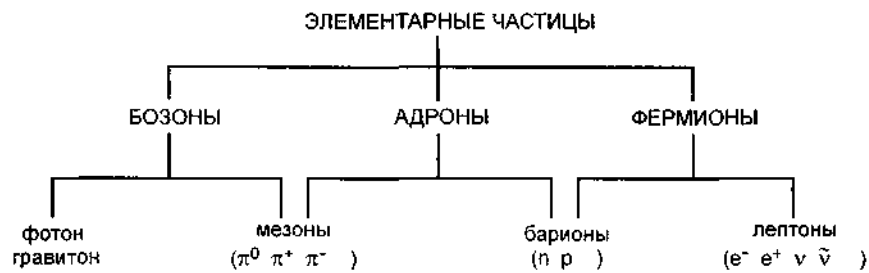 ЭЛЕМЕНТАРНЫЕ ЧАСТИЦЫ
БОЗОНЫ АДРОНЫ ФЕРМИОНЫ
фотон мезоны барионы лептоны
гравитон (π⁰ π⁺ π⁻ ) (n p ) (e⁻ e⁺ ν ν̃ )